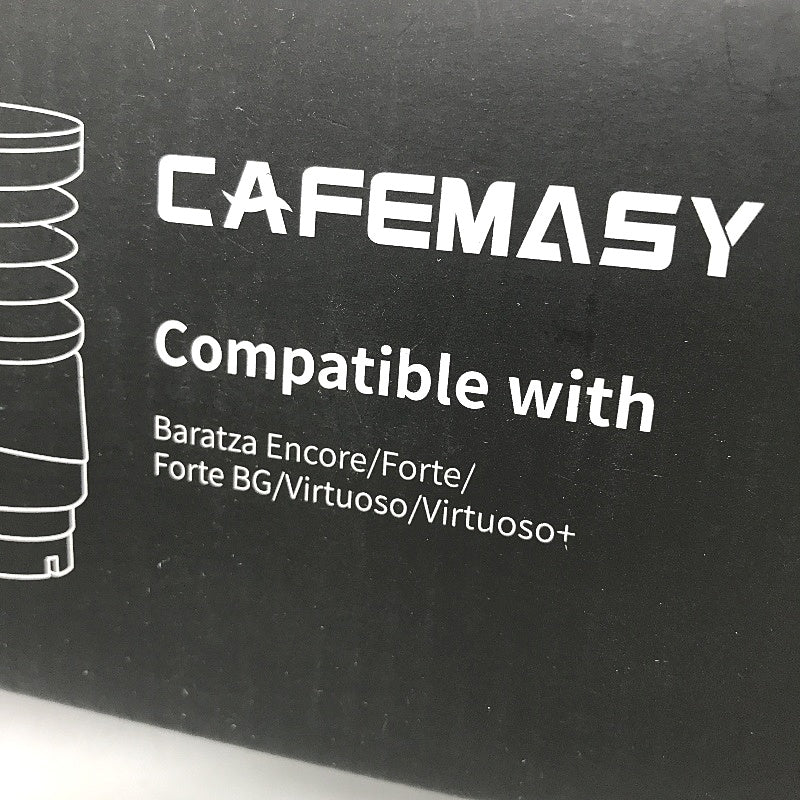 CAFEMASY
Compatible with
Baratza Encore/Forte/
Forte BG/Virtuoso/Virtuoso+